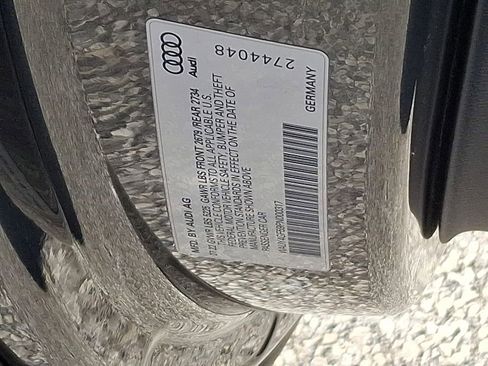 Audi
2744048
MFD. BY AUDI AG
GVWR LBS 5225 GAWR LBS FRONT 2679 /REAR 2734
THIS VEHICLE CONFORMS TO ALL APPLICABLE U.S.
FEDERAL MOTOR VEHICLE SAFETY, BUMPER AND THEFT
PREVENTION STANDARDS IN EFFECT ON THE DATE OF
MANUFACTURE SHOWN ABOVE
PASSENGER CAR
GERMANY